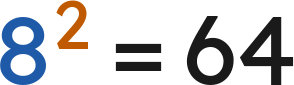 8² = 64